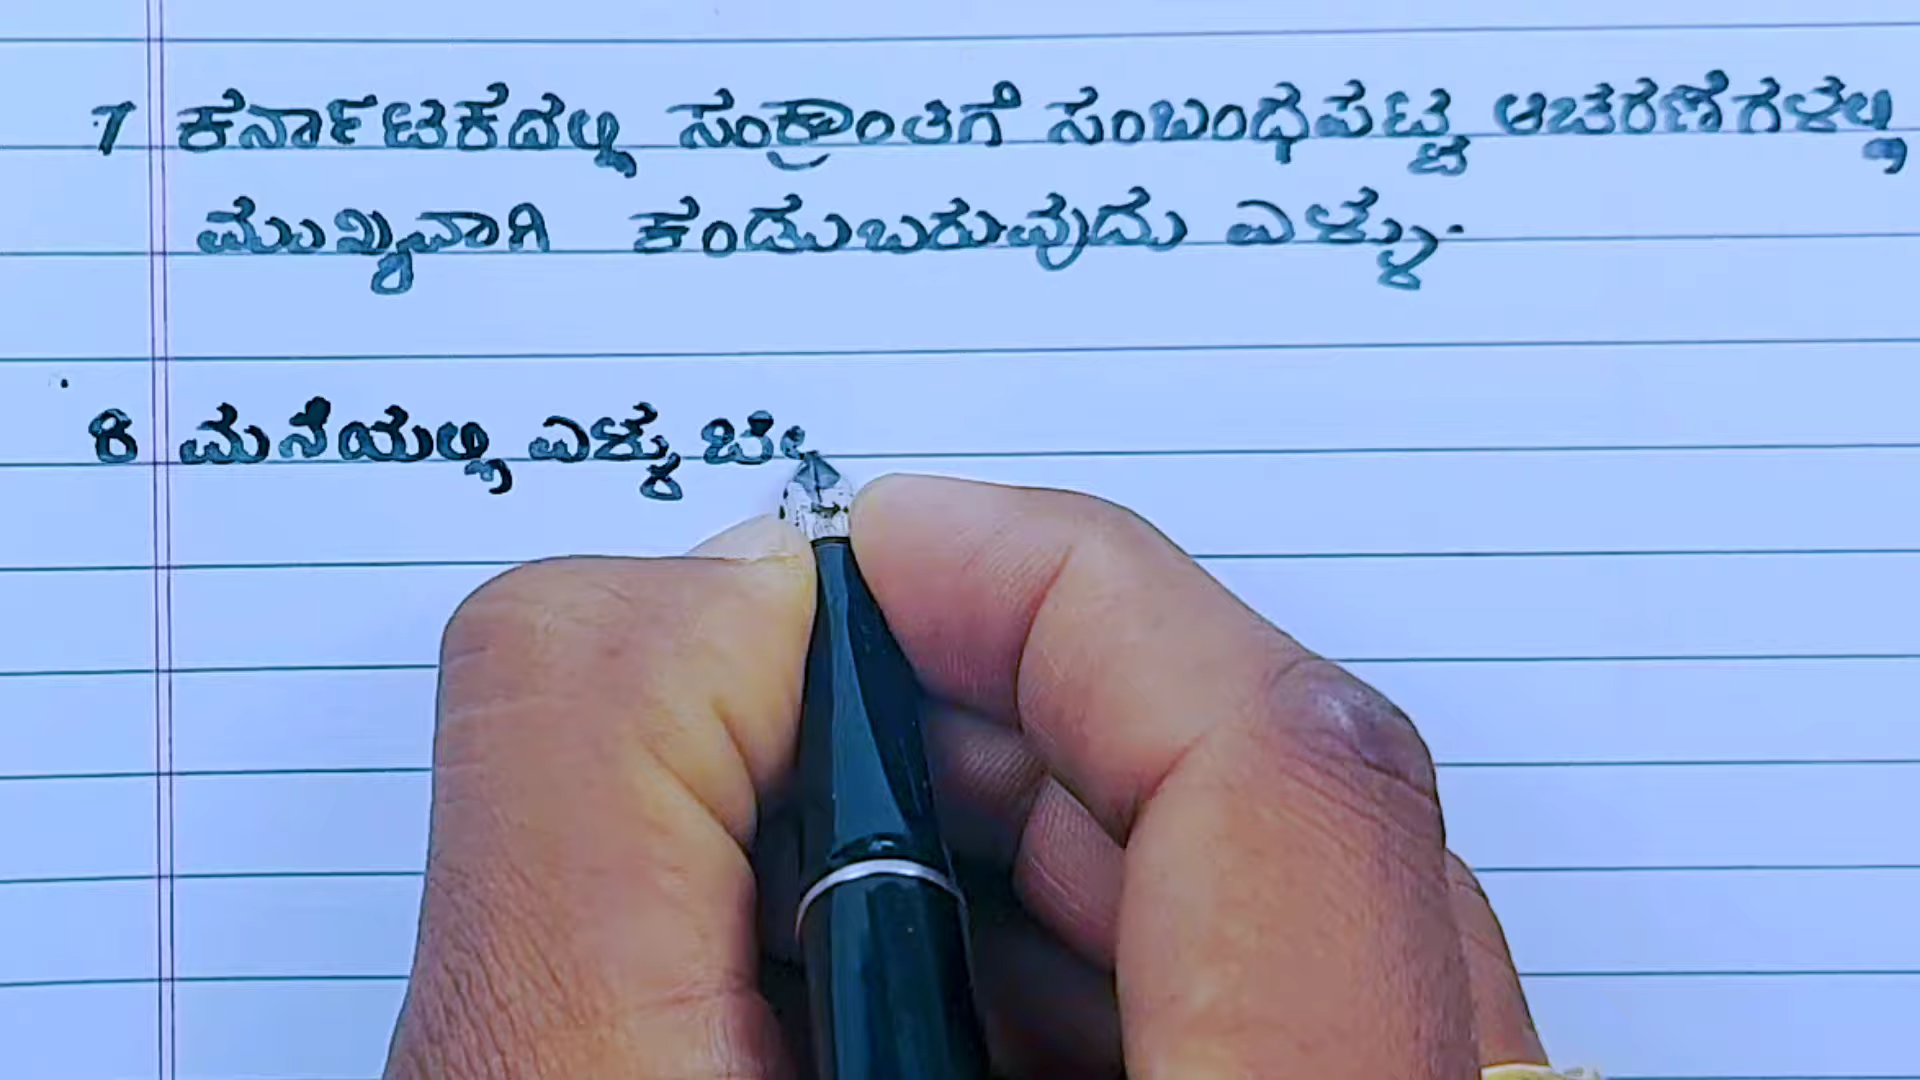 7 ಕರ್ನಾಟಕದಲ್ಲಿ ಸಂಕ್ರಾಂತಿಗೆ ಸಂಬಂಧಪಟ್ಟ ಆಚರಣೆಗಳಲ್ಲಿ
ಮುಖ್ಯವಾಗಿ ಕಂಡುಬರುವುದು ಎಳ್ಳು.
8 ಮನೆಯಲ್ಲಿ ಎಳ್ಳು